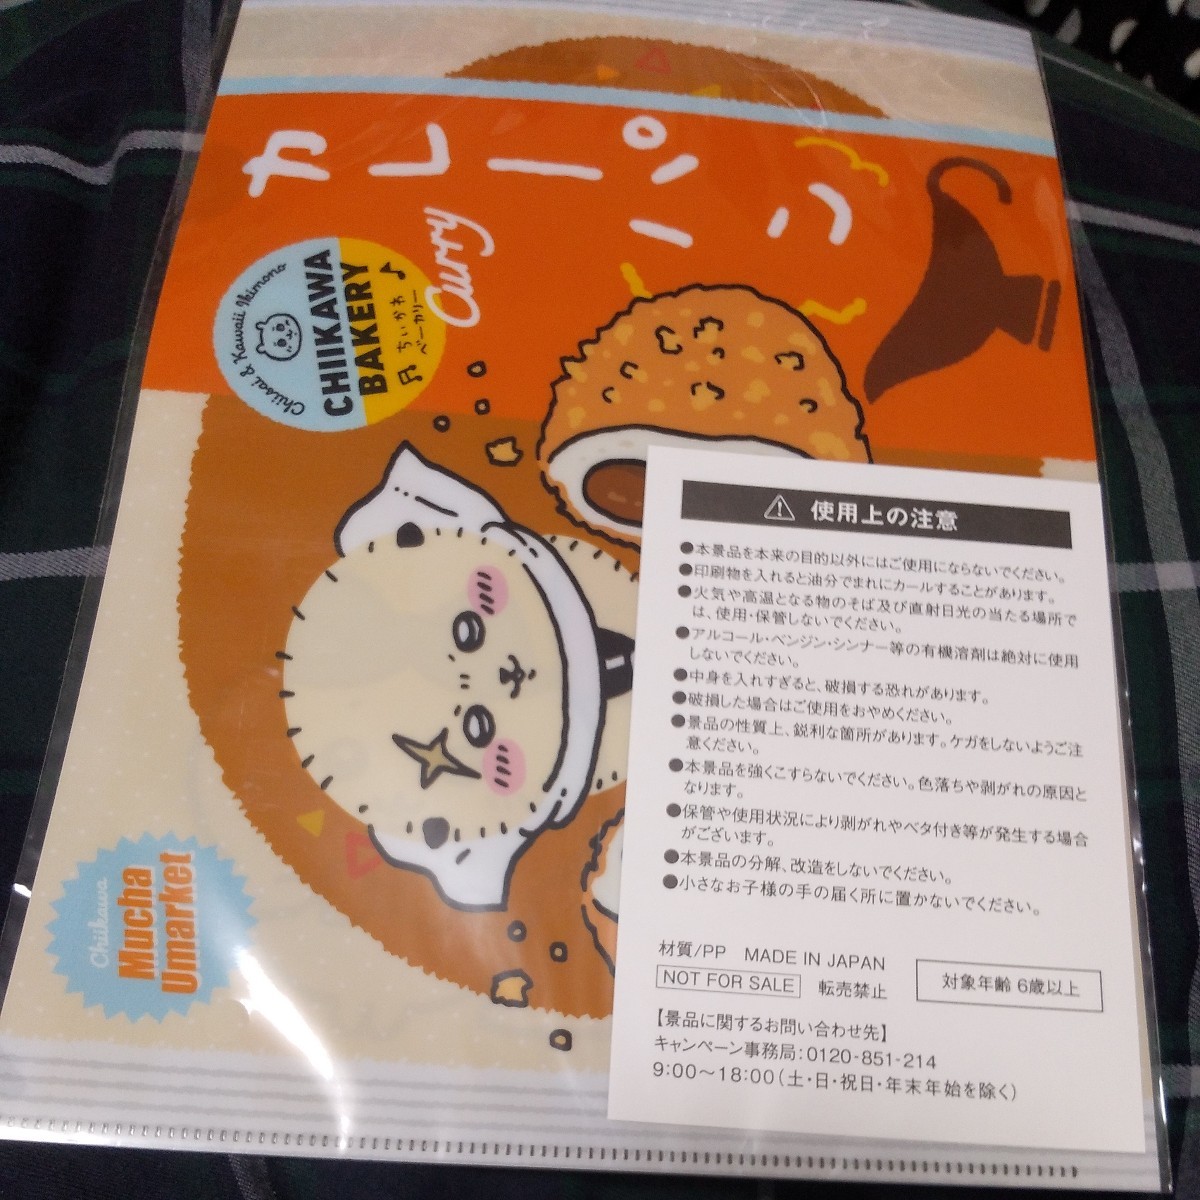 カレーパン
Curry
Chiisai & Kawaii Ikimono
CHIIKAWA
BAKERY
ちいかわ
ベーカリー
Chiikawa
Mucha
Umarket
使用上の注意
●本景品を本来の目的以外にはご使用にならないでください。
●印刷物を入れると油分でまれにカールすることがあります。
●火気や高温となる物のそば及び直射日光の当たる場所で
は、使用・保管しないでください。
●アルコール・ベンジン・シンナー等の有機溶剤は絶対に使用
しないでください。
●中身を入れすぎると、破損する恐れがあります。
●破損した場合はご使用をおやめください。
●景品の性質上、鋭利な箇所があります。ケガをしないようご注
意ください。
●本景品を強くこすらないでください。色落ちや剥がれの原因と
なります。
●保管や使用状況により剥がれやベタ付き等が発生する場合
がございます。
●本景品の分解、改造をしないでください。
●小さなお子様の手の届く所に置かないでください。
材質/PP MADE IN JAPAN
NOT FOR SALE 転売禁止
対象年齢 6歳以上
【景品に関するお問い合わせ先】
キャンペーン事務局:0120-851-214
9:00～18:00(土・日・祝日・年末年始を除く)